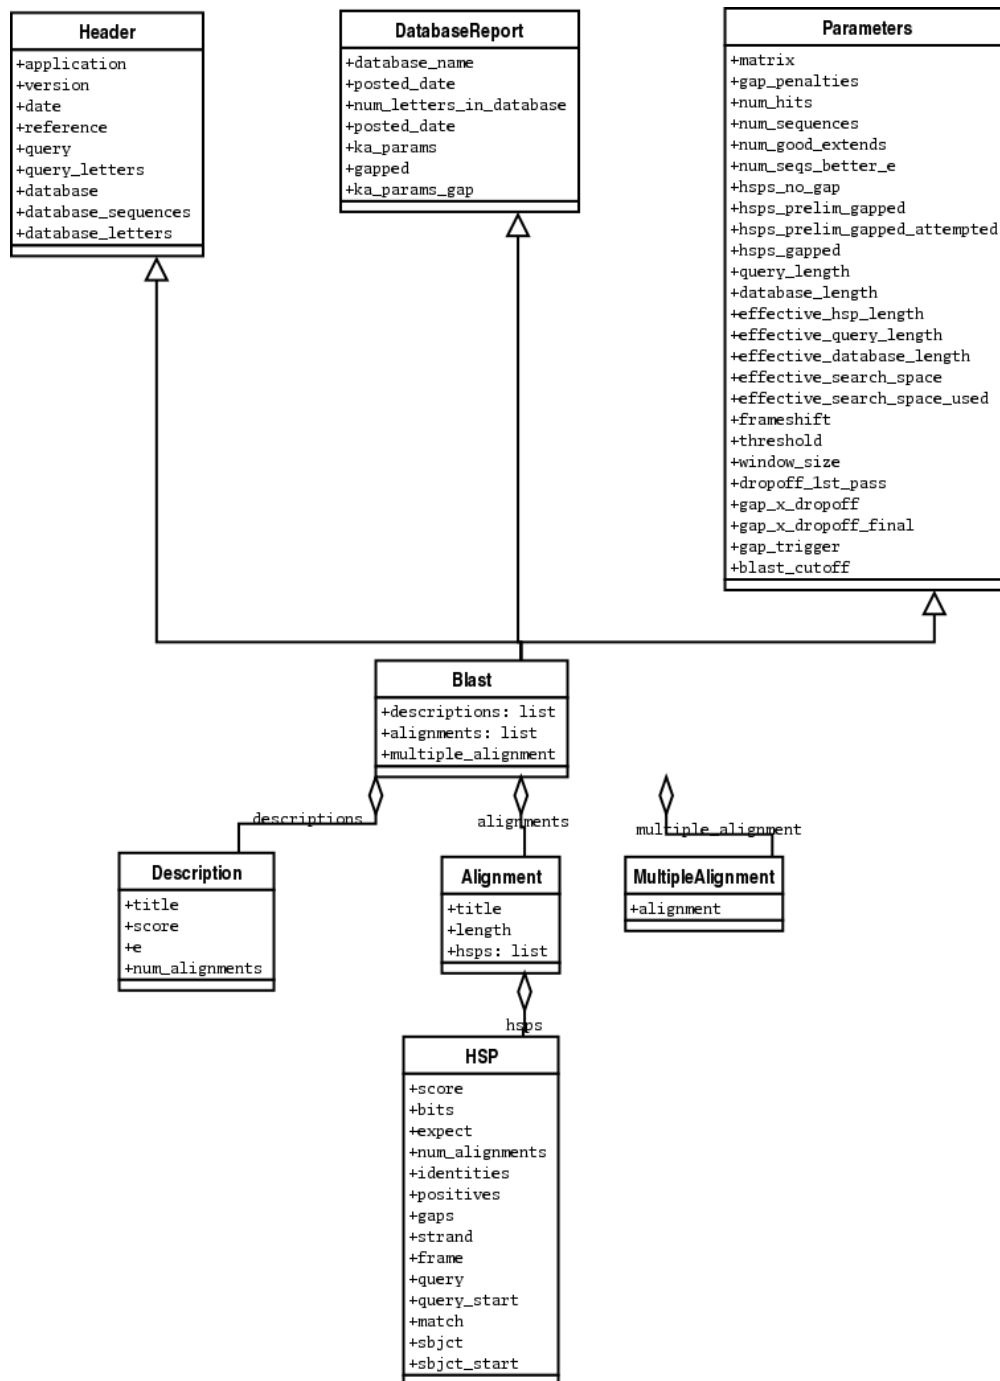 Header
+application
+version
+date
+reference
+query
+query_letters
+database
+database_sequences
+database_letters
DatabaseReport
+database_name
+posted_date
+num_letters_in_database
+posted_date
+ka_params
+gapped
+ka_params_gap
Parameters
+matrix
+gap_penalties
+num_hits
+num_sequences
+num_good_extends
+num_seqs_better_e
+hsps_no_gap
+hsps_prelim_gapped
+hsps_prelim_gapped_attempted
+hsps_gapped
+query_length
+database_length
+effective_hsp_length
+effective_query_length
+effective_database_length
+effective_search_space
+effective_search_space_used
+frameshift
+threshold
+window_size
+dropoff_1st_pass
+gap_x_dropoff
+gap_x_dropoff_final
+gap_trigger
+blast_cutoff
Blast
+descriptions: list
+alignments: list
+multiple_alignment
descriptions
alignments
multiple_alignment
Description
+title
+score
+e
+num_alignments
Alignment
+title
+length
+hsps: list
MultipleAlignment
+alignment
hsps
HSP
+score
+bits
+expect
+num_alignments
+identities
+positives
+gaps
+strand
+frame
+query
+query_start
+match
+sbjct
+sbjct_start